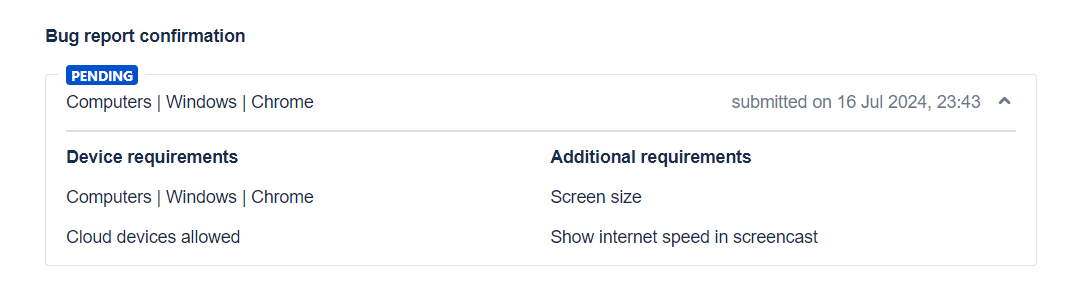 Bug report confirmation
PENDING
Computers | Windows | Chrome
submitted on 16 Jul 2024, 23:43
Device requirements
Additional requirements
Computers | Windows | Chrome
Screen size
Cloud devices allowed
Show internet speed in screencast